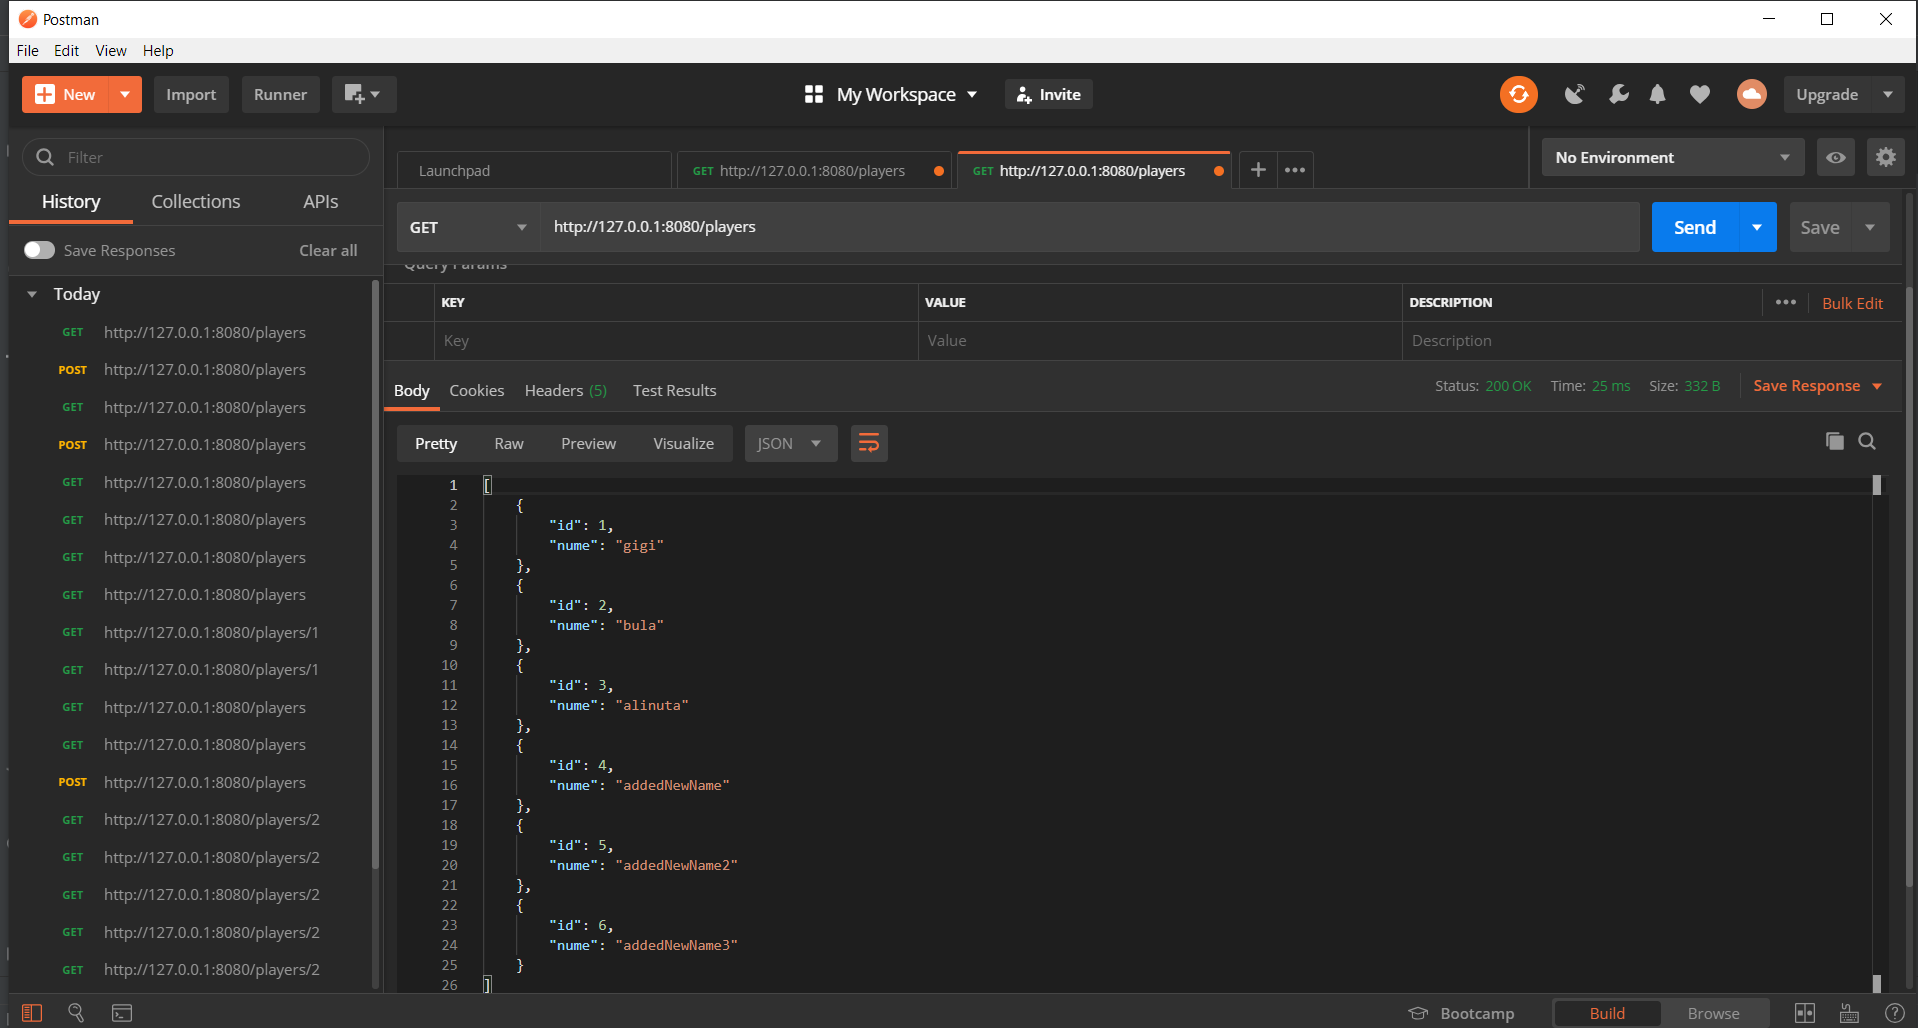 Postman
File Edit View Help
New Import Runner My Workspace Invite Upgrade
Filter
History Collections APIs
Save Responses Clear all
Today
GET http://127.0.0.1:8080/players
POST http://127.0.0.1:8080/players
GET http://127.0.0.1:8080/players
POST http://127.0.0.1:8080/players
GET http://127.0.0.1:8080/players
GET http://127.0.0.1:8080/players
GET http://127.0.0.1:8080/players
GET http://127.0.0.1:8080/players
GET http://127.0.0.1:8080/players/1
GET http://127.0.0.1:8080/players/1
GET http://127.0.0.1:8080/players
GET http://127.0.0.1:8080/players
POST http://127.0.0.1:8080/players
GET http://127.0.0.1:8080/players/2
GET http://127.0.0.1:8080/players/2
GET http://127.0.0.1:8080/players/2
GET http://127.0.0.1:8080/players/2
GET http://127.0.0.1:8080/players/2
Launchpad GET http://127.0.0.1:8080/players GET http://127.0.0.1:8080/players No Environment
GET http://127.0.0.1:8080/players Send Save
Query Params
KEY VALUE DESCRIPTION Bulk Edit
Key Value Description
Body Cookies Headers (5) Test Results Status: 200 OK Time: 25 ms Size: 332 B Save Response
Pretty Raw Preview Visualize JSON
1 [
2 {
3 "id": 1,
4 "nume": "gigi"
5 },
6 {
7 "id": 2,
8 "nume": "bula"
9 },
10 {
11 "id": 3,
12 "nume": "alinuta"
13 },
14 {
15 "id": 4,
16 "nume": "addedNewName"
17 },
18 {
19 "id": 5,
20 "nume": "addedNewName2"
21 },
22 {
23 "id": 6,
24 "nume": "addedNewName3"
25 }
26 ]
Bootcamp Build Browse